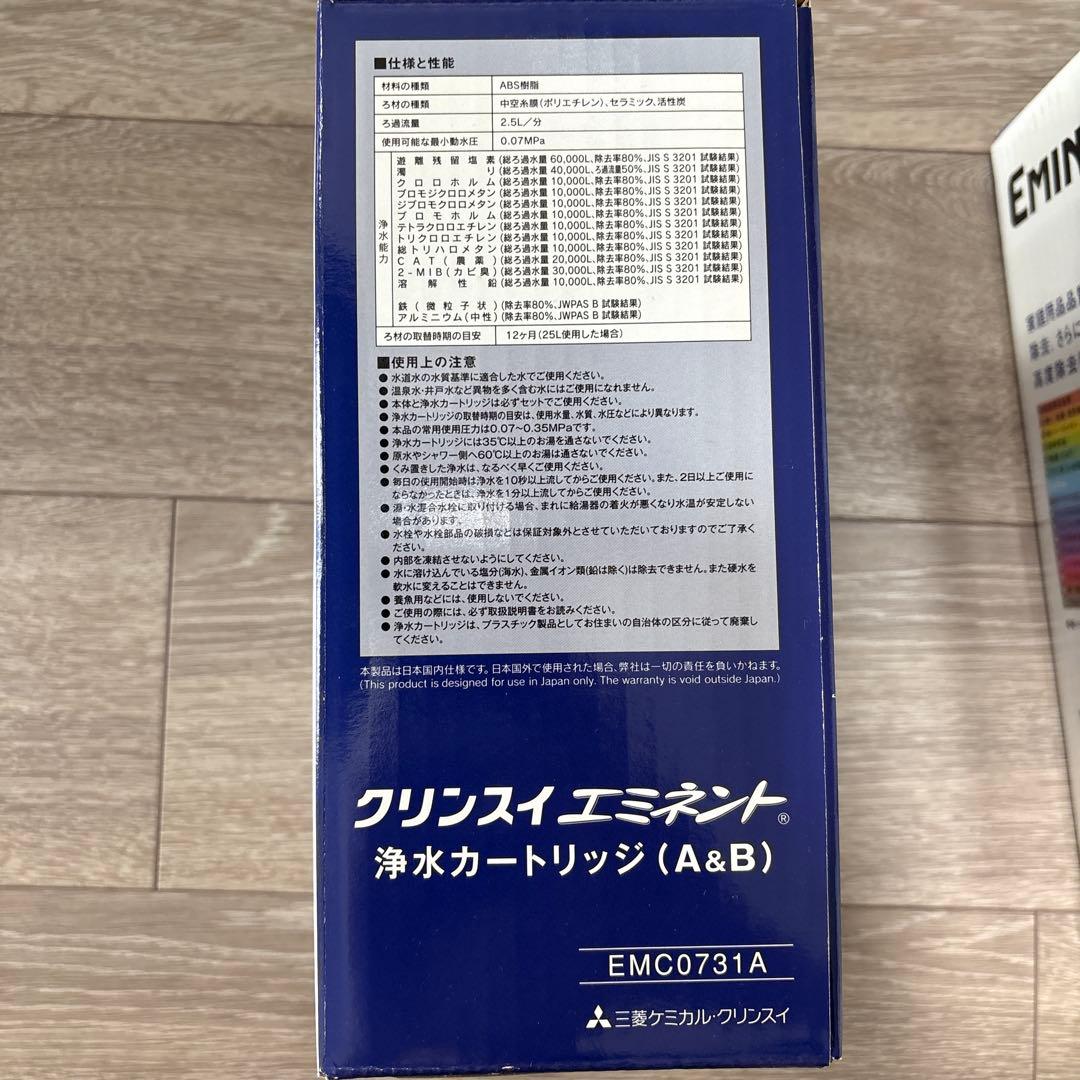 ■仕様と性能
材料の種類 ABS樹脂
ろ材の種類 中空糸膜(ポリエチレン)、セラミック、活性炭
ろ過流量 2.5L／分
使用可能な最小動水圧 0.07MPa
浄水能力
遊離残留塩素(総ろ過水量 60,000L、除去率80%、JIS S 3201 試験結果)
濁り(総ろ過水量 40,000L、ろ過流量50%、JIS S 3201 試験結果)
クロロホルム(総ろ過水量 10,000L、除去率80%、JIS S 3201 試験結果)
ブロモジクロロメタン(総ろ過水量 10,000L、除去率80%、JIS S 3201 試験結果)
ジブロモクロロメタン(総ろ過水量 10,000L、除去率80%、JIS S 3201 試験結果)
ブロモホルム(総ろ過水量 10,000L、除去率80%、JIS S 3201 試験結果)
テトラクロロエチレン(総ろ過水量 10,000L、除去率80%、JIS S 3201 試験結果)
トリクロロエチレン(総ろ過水量 10,000L、除去率80%、JIS S 3201 試験結果)
総トリハロメタン(総ろ過水量 10,000L、除去率80%、JIS S 3201 試験結果)
CAT(農薬)(総ろ過水量 20,000L、除去率80%、JIS S 3201 試験結果)
2-MIB(カビ臭)(総ろ過水量 30,000L、除去率80%、JIS S 3201 試験結果)
溶解性鉛(総ろ過水量 10,000L、除去率80%、JIS S 3201 試験結果)
鉄(微粒子状)(除去率80%、JWPAS B 試験結果)
アルミニウム(中性)(除去率80%、JWPAS B 試験結果)
ろ材の取替時期の目安 12ヶ月(25L使用した場合)
■使用上の注意
●水道水の水質基準に適合した水でご使用ください。
●温泉水・井戸水など異物を多く含む水にはご使用になれません。
●本体と浄水カートリッジは必ずセットでご使用ください。
●浄水カートリッジの取替時期の目安は、使用水量、水質、水圧などにより異なります。
●本品の常用使用圧力は0.07〜0.35MPaです。
●浄水カートリッジには35℃以上のお湯を通さないでください。
●原水やシャワー側へ60℃以上のお湯は通さないでください。
●くみ置きした浄水は、なるべく早くご使用ください。
●毎日の使用開始時は浄水を10秒以上流してからご使用ください。また、2日以上ご使用に
ならなかったときは、浄水を1分以上流してからご使用ください。
●湯・水混合水栓に取り付ける場合、まれに給湯器の着火が悪くなり水温が安定しない
場合があります。
●水栓や水栓部品の破損などは保証対象外とさせていただいておりますのでご了承く
ださい。
●内部を凍結させないようにしてください。
●水に溶け込んでいる塩分(海水)、金属イオン類(鉛は除く)は除去できません。また硬水を
軟水に変えることはできません。
●養魚用などには、使用しないでください。
●ご使用の際には、必ず取扱説明書をお読みください。
●浄水カートリッジは、プラスチック製品としてお住まいの自治体の区分に従って廃棄し
てください。
本製品は日本国内仕様です。日本国外で使用された場合、弊社は一切の責任を負いかねます。
(This product is designed for use in Japan only. The warranty is void outside Japan.)
クリンスイ エミネント®
浄水カートリッジ(A&B)
EMC0731A
三菱ケミカル・クリンスイ
EMIN
家庭用品品
除去、さらに
高度除去